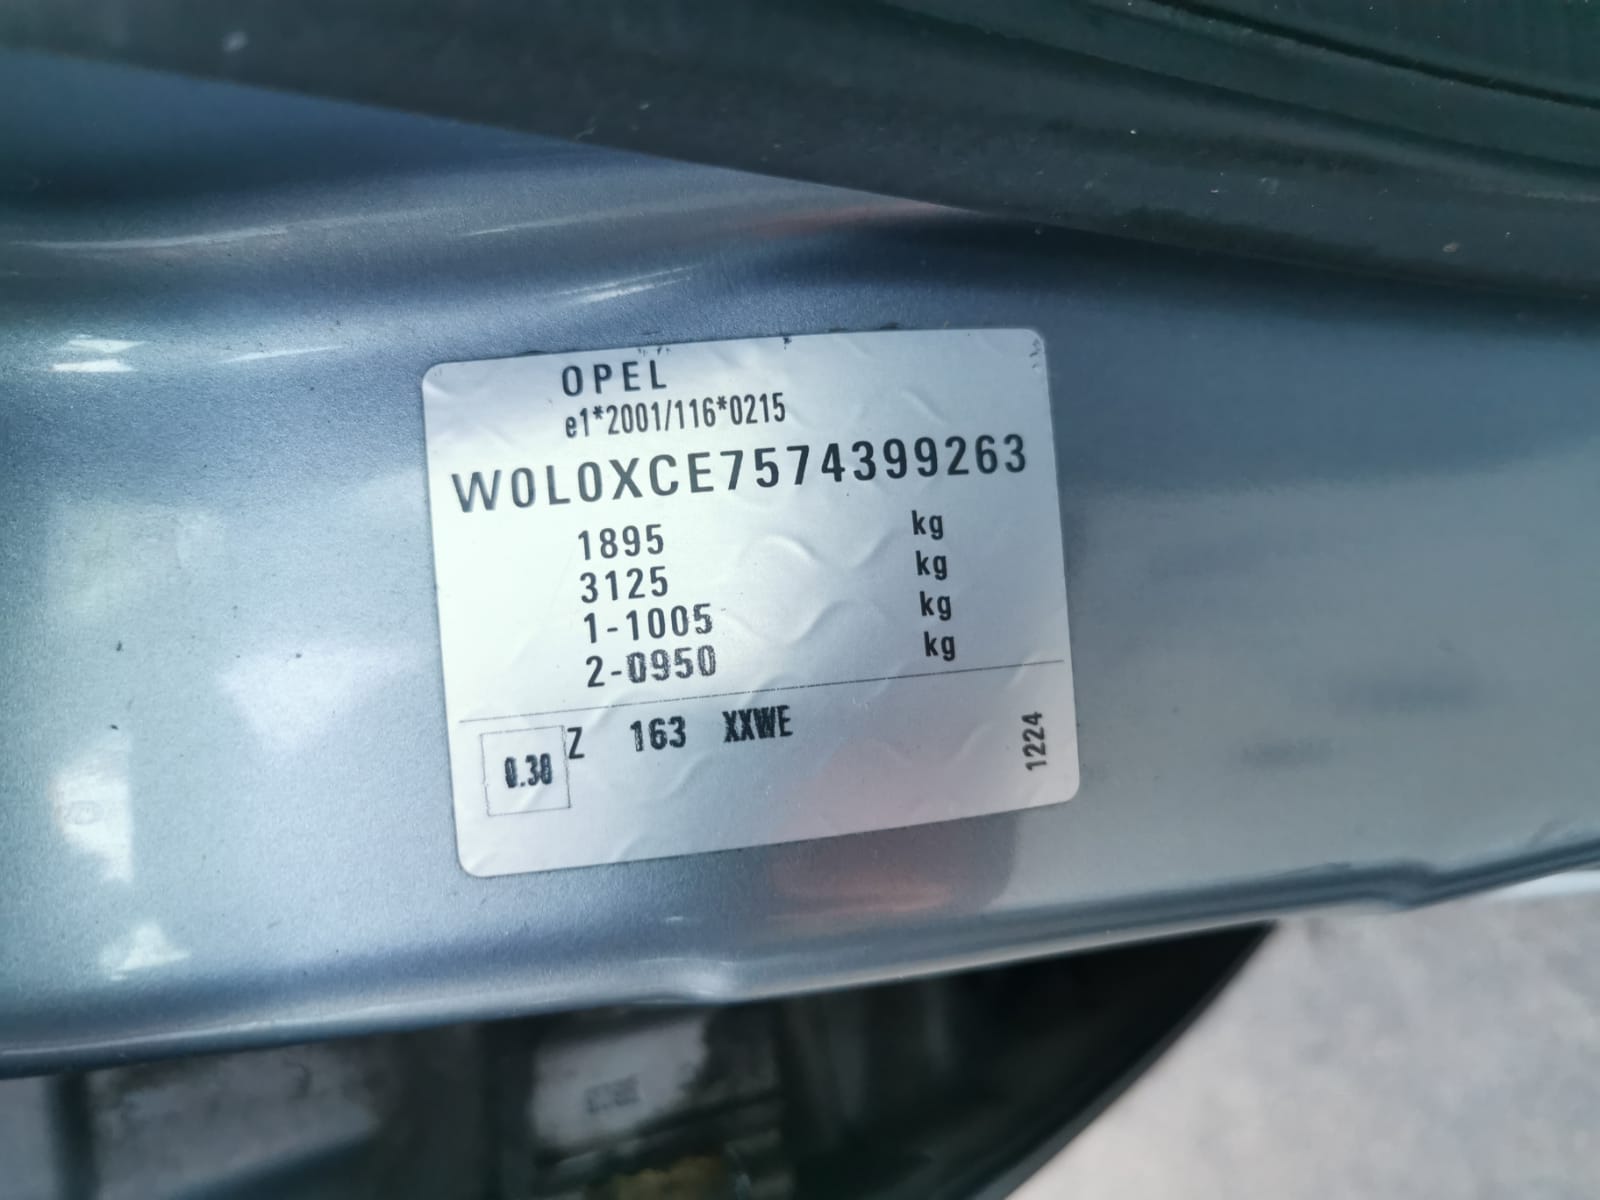 OPEL
e1*2001/116*0215
W0L0XCE7574399263
1895 kg
3125 kg
1-1005 kg
2-0950 kg
0.30 Z 163 XXWE
1224